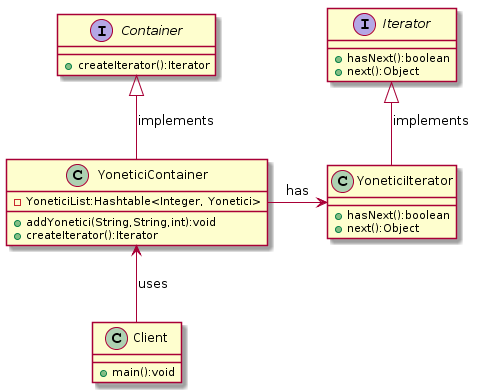 I Container
createIterator():Iterator
I Iterator
hasNext():boolean
next():Object
implements
implements
C YoneticiContainer
YoneticiList:Hashtable<Integer, Yonetici>
addYonetici(String,String,int):void
createIterator():Iterator
has
C YoneticiIterator
hasNext():boolean
next():Object
uses
C Client
main():void